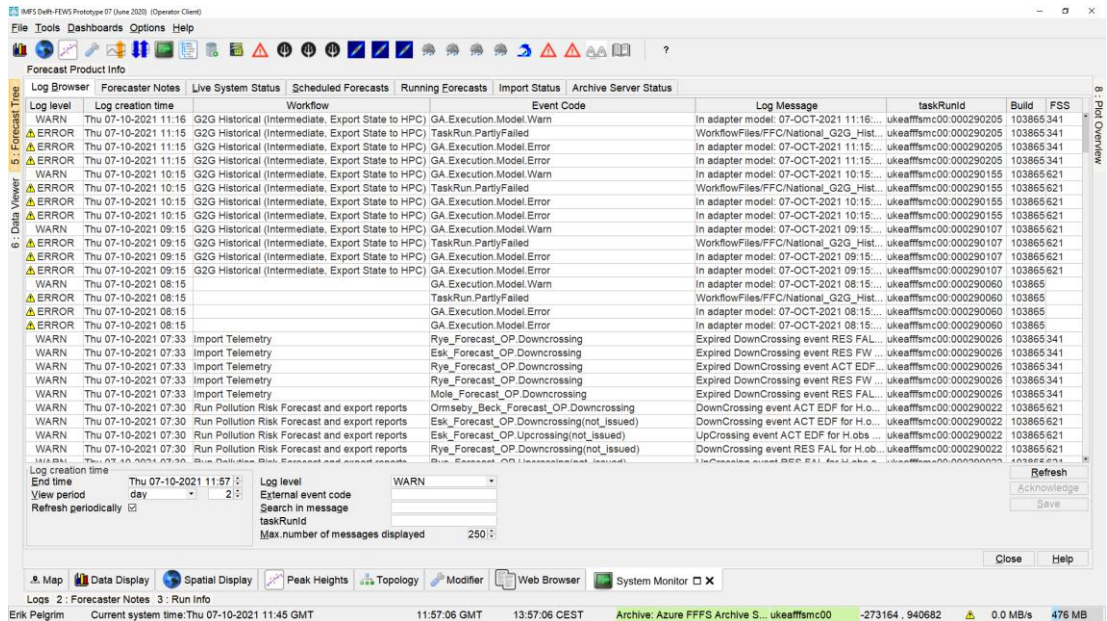 IMFS Delft-FEWS Prototype 07 (June 2020) (Operator Client)
File Tools Dashboards Options Help
?
Forecast Product Info
5 : Forecast Tree
6 : Data Viewer
8 : Plot Overview
Log Browser Forecaster Notes Live System Status Scheduled Forecasts Running Forecasts Import Status Archive Server Status
Log level Log creation time Workflow Event Code Log Message taskRunId Build FSS
WARN Thu 07-10-2021 11:16 G2G Historical (Intermediate, Export State to HPC) GA.Execution.Model.Warn In adapter model: 07-OCT-2021 11:16:... ukeafffsmc00:000290205 103865 341
ERROR Thu 07-10-2021 11:15 G2G Historical (Intermediate, Export State to HPC) TaskRun.PartlyFailed WorkflowFiles/FFC/National_G2G_Hist... ukeafffsmc00:000290205 103865 341
ERROR Thu 07-10-2021 11:15 G2G Historical (Intermediate, Export State to HPC) GA.Execution.Model.Error In adapter model: 07-OCT-2021 11:15:... ukeafffsmc00:000290205 103865 341
ERROR Thu 07-10-2021 11:15 G2G Historical (Intermediate, Export State to HPC) GA.Execution.Model.Error In adapter model: 07-OCT-2021 11:15:... ukeafffsmc00:000290205 103865 341
WARN Thu 07-10-2021 10:15 G2G Historical (Intermediate, Export State to HPC) GA.Execution.Model.Warn In adapter model: 07-OCT-2021 10:15:... ukeafffsmc00:000290155 103865 621
ERROR Thu 07-10-2021 10:15 G2G Historical (Intermediate, Export State to HPC) TaskRun.PartlyFailed WorkflowFiles/FFC/National_G2G_Hist... ukeafffsmc00:000290155 103865 621
ERROR Thu 07-10-2021 10:15 G2G Historical (Intermediate, Export State to HPC) GA.Execution.Model.Error In adapter model: 07-OCT-2021 10:15:... ukeafffsmc00:000290155 103865 621
ERROR Thu 07-10-2021 10:15 G2G Historical (Intermediate, Export State to HPC) GA.Execution.Model.Error In adapter model: 07-OCT-2021 10:15:... ukeafffsmc00:000290155 103865 621
WARN Thu 07-10-2021 09:15 G2G Historical (Intermediate, Export State to HPC) GA.Execution.Model.Warn In adapter model: 07-OCT-2021 09:15:... ukeafffsmc00:000290107 103865 621
ERROR Thu 07-10-2021 09:15 G2G Historical (Intermediate, Export State to HPC) TaskRun.PartlyFailed WorkflowFiles/FFC/National_G2G_Hist... ukeafffsmc00:000290107 103865 621
ERROR Thu 07-10-2021 09:15 G2G Historical (Intermediate, Export State to HPC) GA.Execution.Model.Error In adapter model: 07-OCT-2021 09:15:... ukeafffsmc00:000290107 103865 621
ERROR Thu 07-10-2021 09:15 G2G Historical (Intermediate, Export State to HPC) GA.Execution.Model.Error In adapter model: 07-OCT-2021 09:15:... ukeafffsmc00:000290107 103865 621
WARN Thu 07-10-2021 08:15 GA.Execution.Model.Warn In adapter model: 07-OCT-2021 08:15:... ukeafffsmc00:000290060 103865
ERROR Thu 07-10-2021 08:15 TaskRun.PartlyFailed WorkflowFiles/FFC/National_G2G_Hist... ukeafffsmc00:000290060 103865
ERROR Thu 07-10-2021 08:15 GA.Execution.Model.Error In adapter model: 07-OCT-2021 08:15:... ukeafffsmc00:000290060 103865
ERROR Thu 07-10-2021 08:15 GA.Execution.Model.Error In adapter model: 07-OCT-2021 08:15:... ukeafffsmc00:000290060 103865
WARN Thu 07-10-2021 07:33 Import Telemetry Rye_Forecast_OP.Downcrossing Expired DownCrossing event RES FAL... ukeafffsmc00:000290026 103865 341
WARN Thu 07-10-2021 07:33 Import Telemetry Esk_Forecast_OP.Downcrossing Expired DownCrossing event RES FW ... ukeafffsmc00:000290026 103865 341
WARN Thu 07-10-2021 07:33 Import Telemetry Rye_Forecast_OP.Downcrossing Expired DownCrossing event ACT EDF... ukeafffsmc00:000290026 103865 341
WARN Thu 07-10-2021 07:33 Import Telemetry Rye_Forecast_OP.Downcrossing Expired DownCrossing event RES FW ... ukeafffsmc00:000290026 103865 341
WARN Thu 07-10-2021 07:33 Import Telemetry Mole_Forecast_OP.Downcrossing Expired DownCrossing event RES FAL... ukeafffsmc00:000290026 103865 341
WARN Thu 07-10-2021 07:30 Run Pollution Risk Forecast and export reports Ormseby_Beck_Forecast_OP.Downcrossing DownCrossing event ACT EDF for H.o... ukeafffsmc00:000290022 103865 621
WARN Thu 07-10-2021 07:30 Run Pollution Risk Forecast and export reports Esk_Forecast_OP.Downcrossing(not_issued) DownCrossing event ACT EDF for H.o... ukeafffsmc00:000290022 103865 621
WARN Thu 07-10-2021 07:30 Run Pollution Risk Forecast and export reports Esk_Forecast_OP.Upcrossing(not_issued) UpCrossing event ACT EDF for H.obs ... ukeafffsmc00:000290022 103865 621
WARN Thu 07-10-2021 07:30 Run Pollution Risk Forecast and export reports Rye_Forecast_OP.Downcrossing(not_issued) DownCrossing event RES FAL for H.ob... ukeafffsmc00:000290022 103865 621
Log creation time
End time Thu 07-10-2021 11:57 Log level WARN Refresh
View period day 2 External event code Acknowledge
Refresh periodically Search in message Save
taskRunId
Max.number of messages displayed 250
Close Help
Map Data Display Spatial Display Peak Heights Topology Modifier Web Browser System Monitor
Logs 2 : Forecaster Notes 3 : Run Info
Erik Pelgrim Current system time:Thu 07-10-2021 11:45 GMT 11:57:06 GMT 13:57:06 CEST Archive: Azure FFFS Archive S... ukeafffsmc00 -273164 , 940682 0.0 MB/s 476 MB